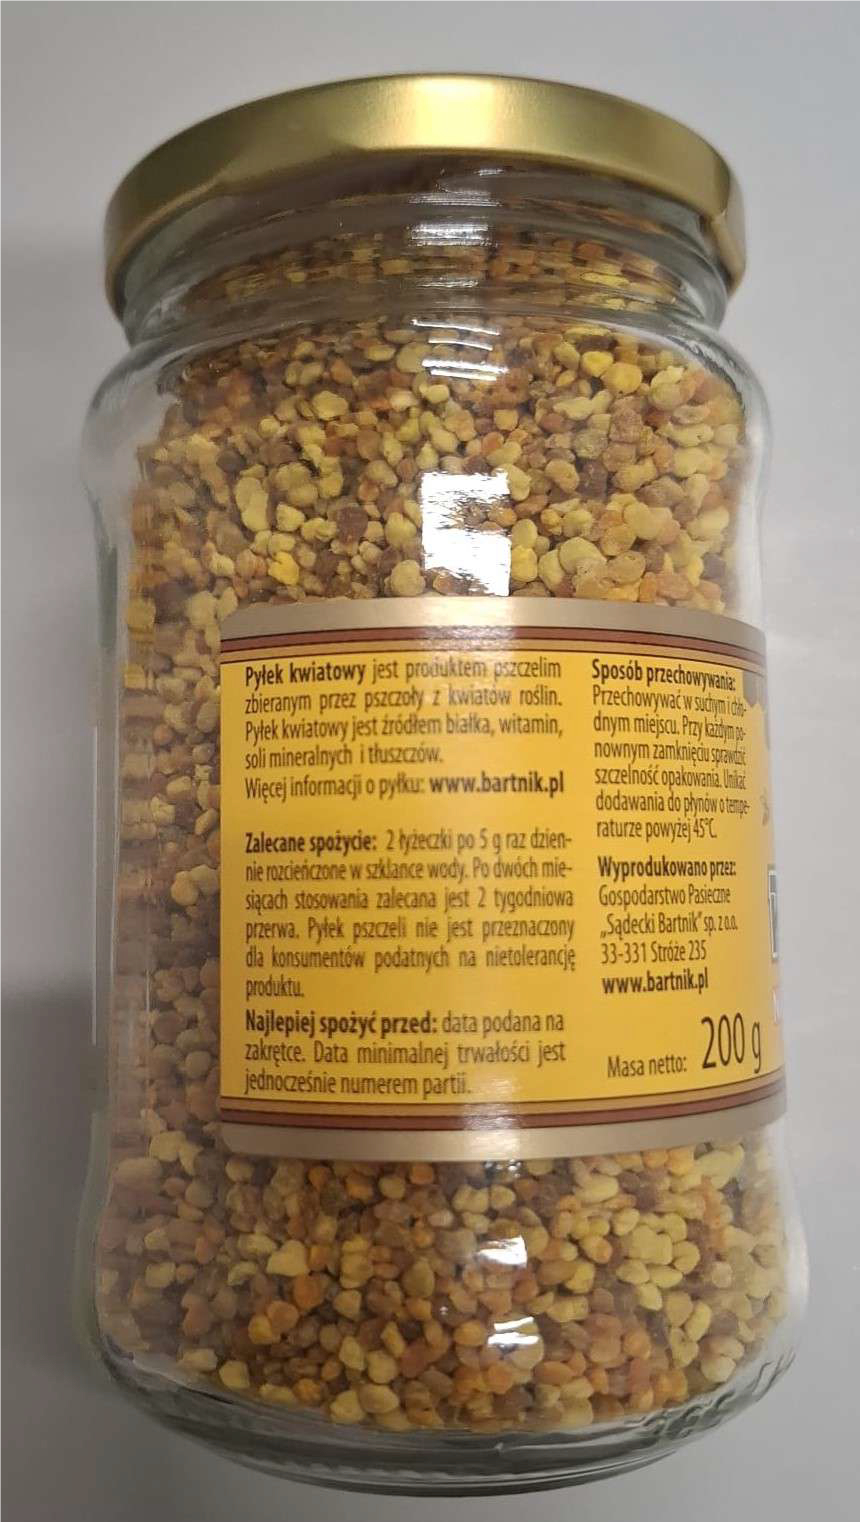 Pyłek kwiatowy jest produktem pszczelim
zbieranym przez pszczoły z kwiatów roślin.
Pyłek kwiatowy jest źródłem białka, witamin,
soli mineralnych i tłuszczów.
Więcej informacji o pyłku: www.bartnik.pl
Zalecane spożycie: 2 łyżeczki po 5 g raz dzien-
nie rozcieńczone w szklance wody. Po dwóch mie-
siącach stosowania zalecana jest 2 tygodniowa
przerwa. Pyłek pszczeli nie jest przeznaczony
dla konsumentów podatnych na nietolerancję
produktu.
Najlepiej spożyć przed: data podana na
zakrętce. Data minimalnej trwałości jest
jednocześnie numerem partii.
Sposób przechowywania:
Przechowywać w suchym i chło-
dnym miejscu. Przy każdym po-
nownym zamknięciu sprawdzić
szczelność opakowania. Unikać
dodawania do płynów o tempe-
raturze powyżej 45°C.
Wyprodukowano przez:
Gospodarstwo Pasieczne
„Sądecki Bartnik" sp. z o.o.
33-331 Stróże 235
www.bartnik.pl
Masa netto: 200 g